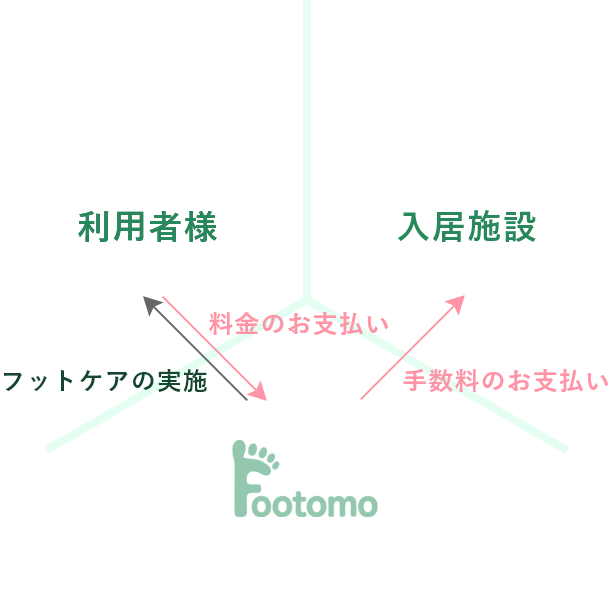 利用者様
入居施設
料金のお支払い
フットケアの実施
手数料のお支払い
Footomo